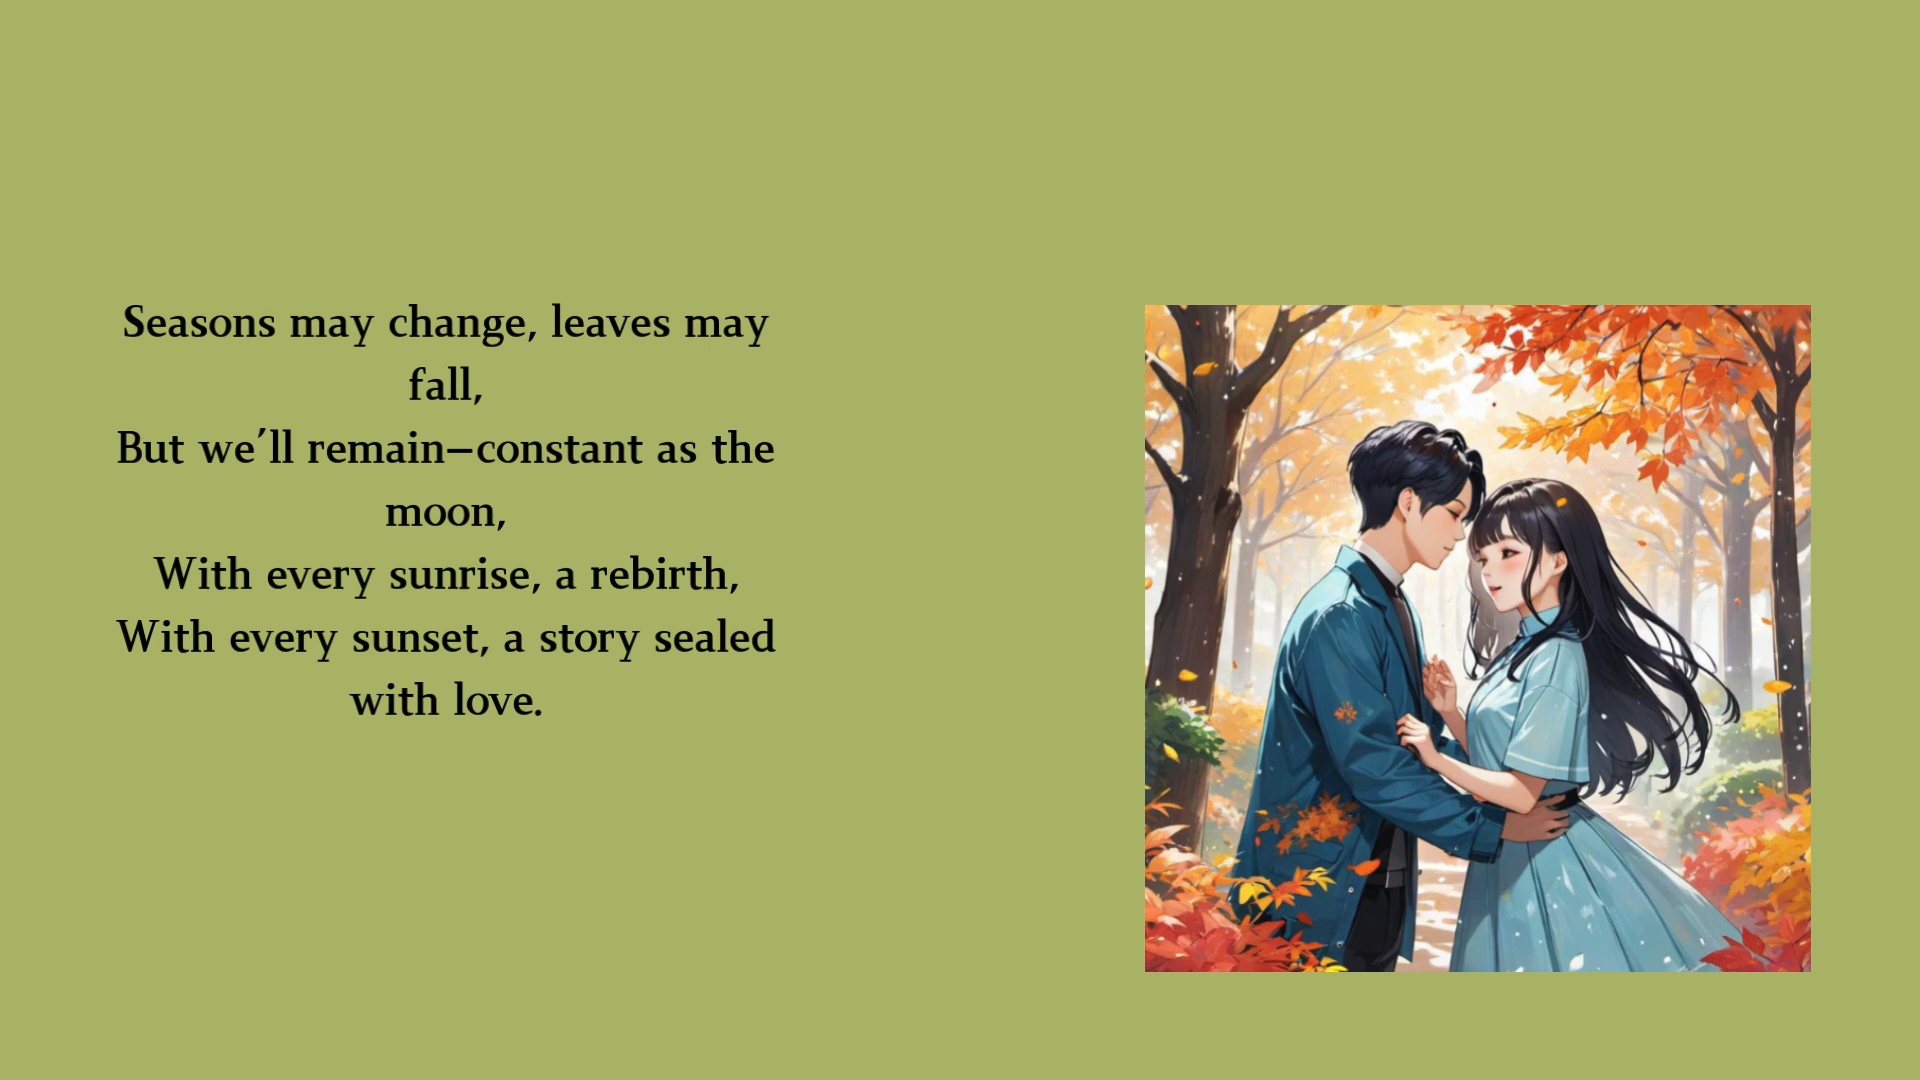 Seasons may change, leaves may
fall,
But we'll remain—constant as the
moon,
With every sunrise, a rebirth,
With every sunset, a story sealed
with love.